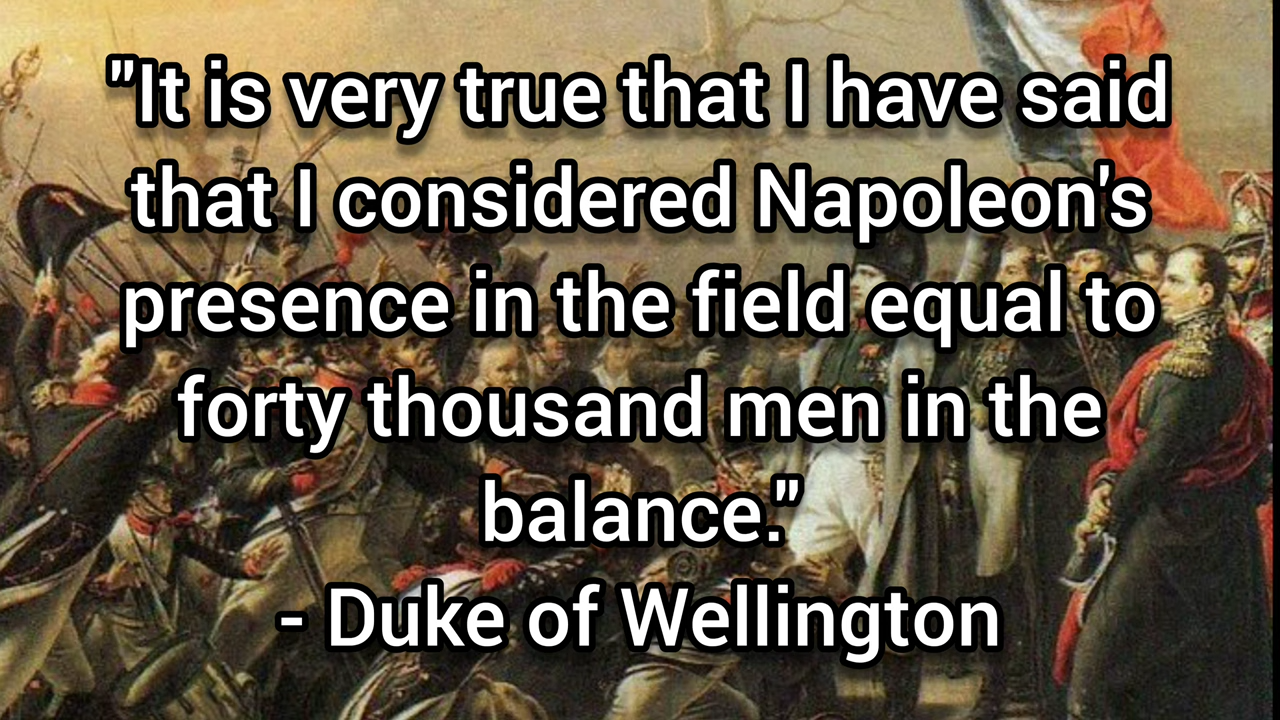 "It is very true that I have said
that I considered Napoleon's
presence in the field equal to
forty thousand men in the
balance."
- Duke of Wellington